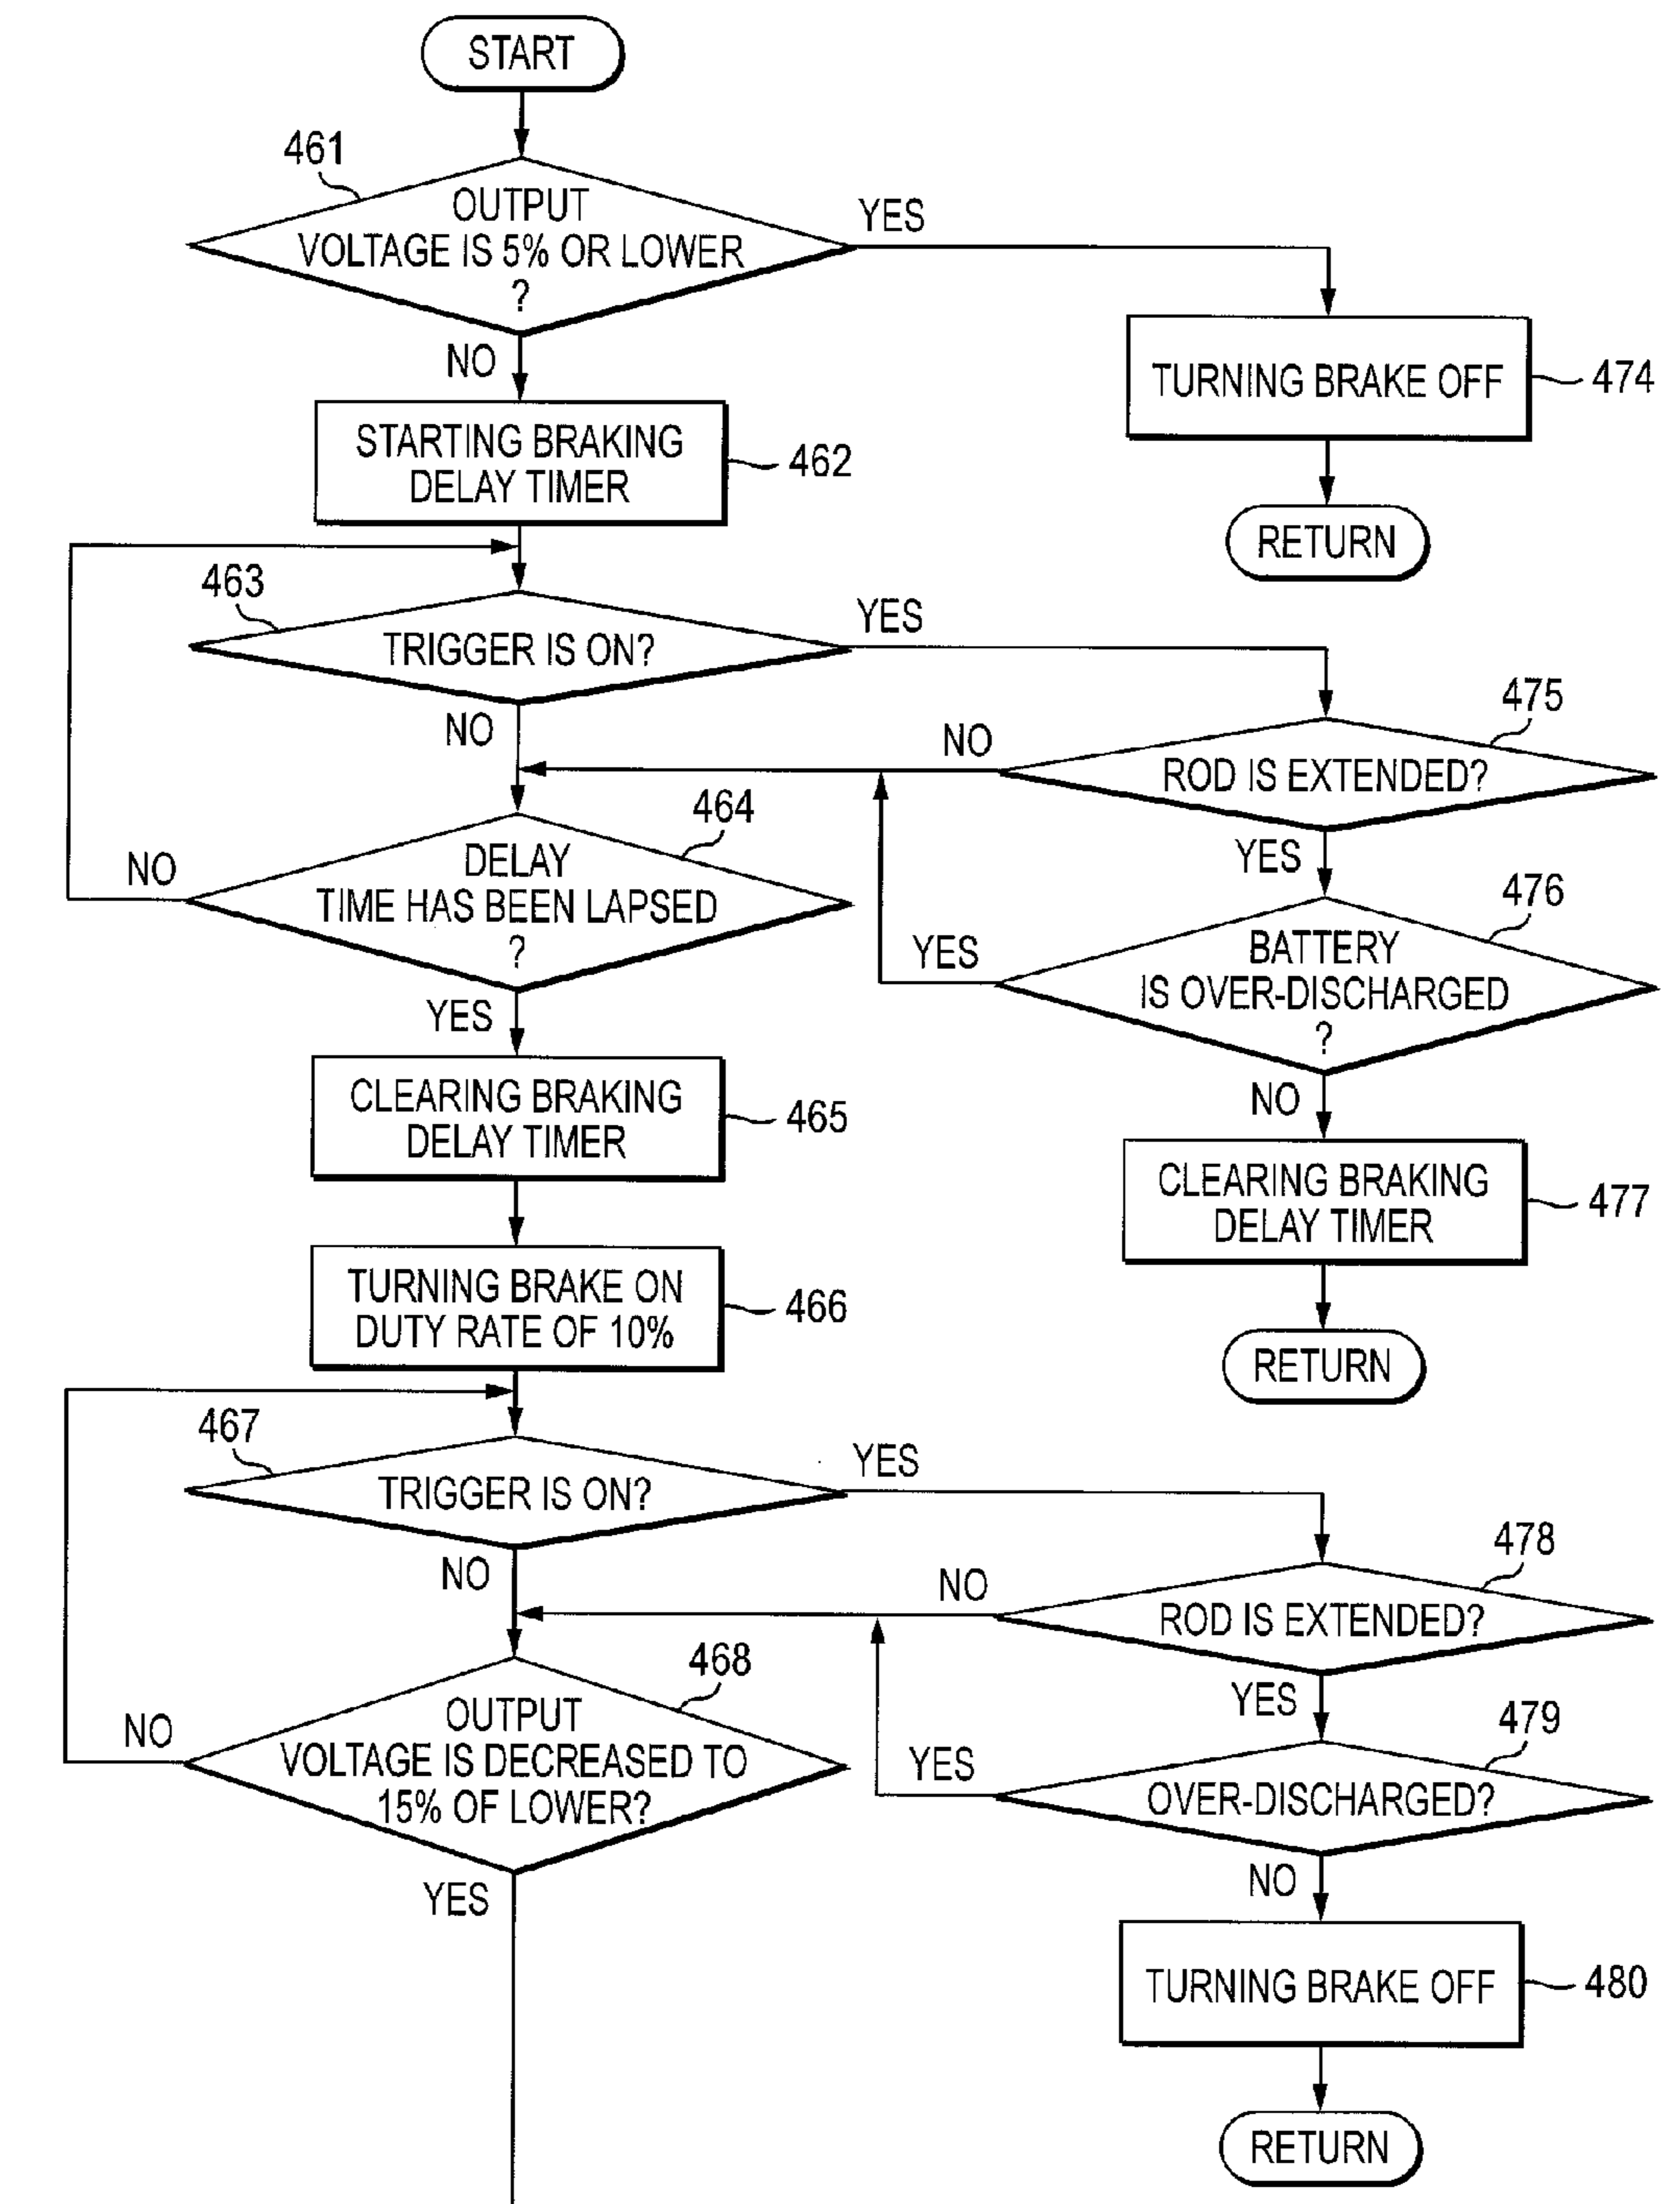 START
461
OUTPUT
VOLTAGE IS 5% OR LOWER
?
YES
NO
TURNING BRAKE OFF
474
STARTING BRAKING
DELAY TIMER
462
RETURN
463
TRIGGER IS ON?
YES
NO
475
ROD IS EXTENDED?
NO
YES
464
DELAY
TIME HAS BEEN LAPSED
?
NO
YES
476
BATTERY
IS OVER-DISCHARGED
?
YES
NO
CLEARING BRAKING
DELAY TIMER
465
CLEARING BRAKING
DELAY TIMER
477
TURNING BRAKE ON
DUTY RATE OF 10%
466
RETURN
467
TRIGGER IS ON?
YES
NO
478
ROD IS EXTENDED?
NO
YES
468
OUTPUT
VOLTAGE IS DECREASED TO
15% OF LOWER?
NO
YES
479
OVER-DISCHARGED?
YES
NO
TURNING BRAKE OFF
480
RETURN